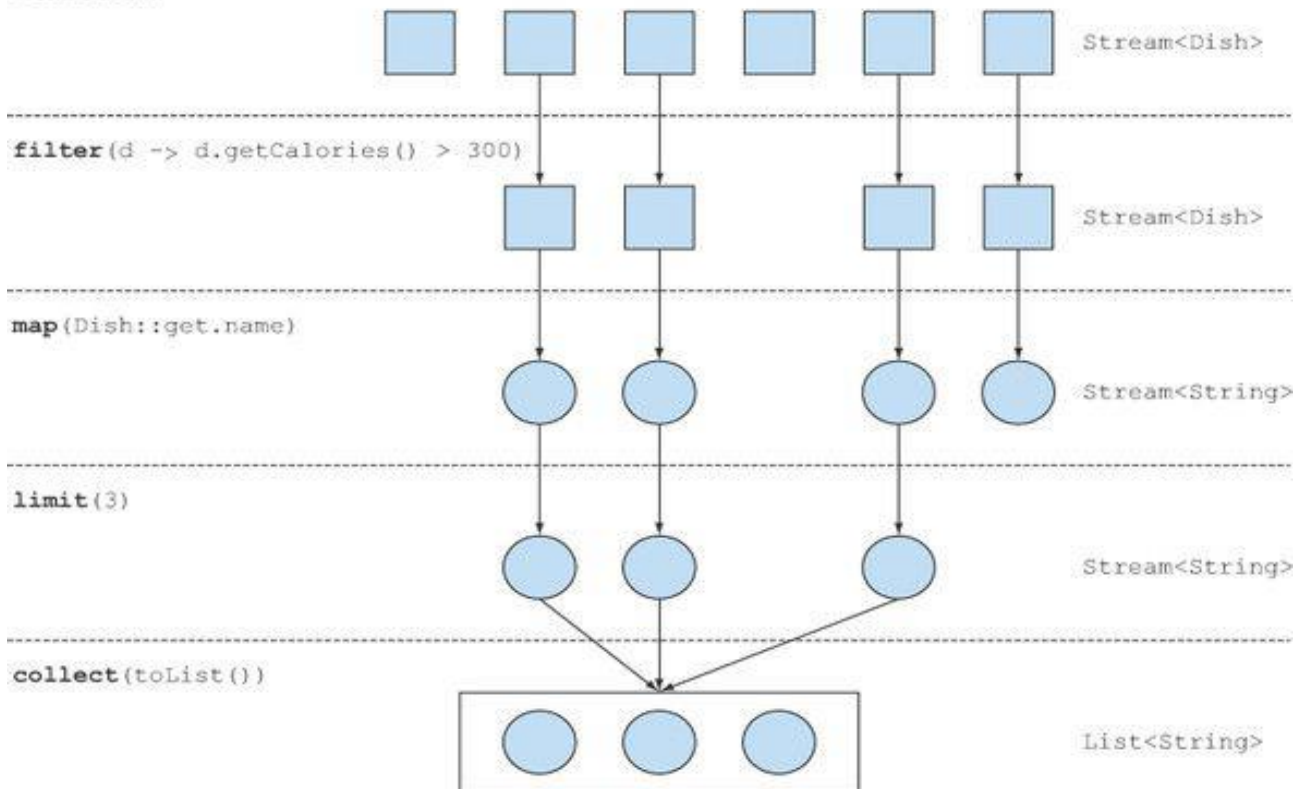 Stream<Dish>
filter(d -> d.getCalories() > 300)
Stream<Dish>
map(Dish::get.name)
Stream<String>
limit(3)
Stream<String>
collect(toList())
List<String>